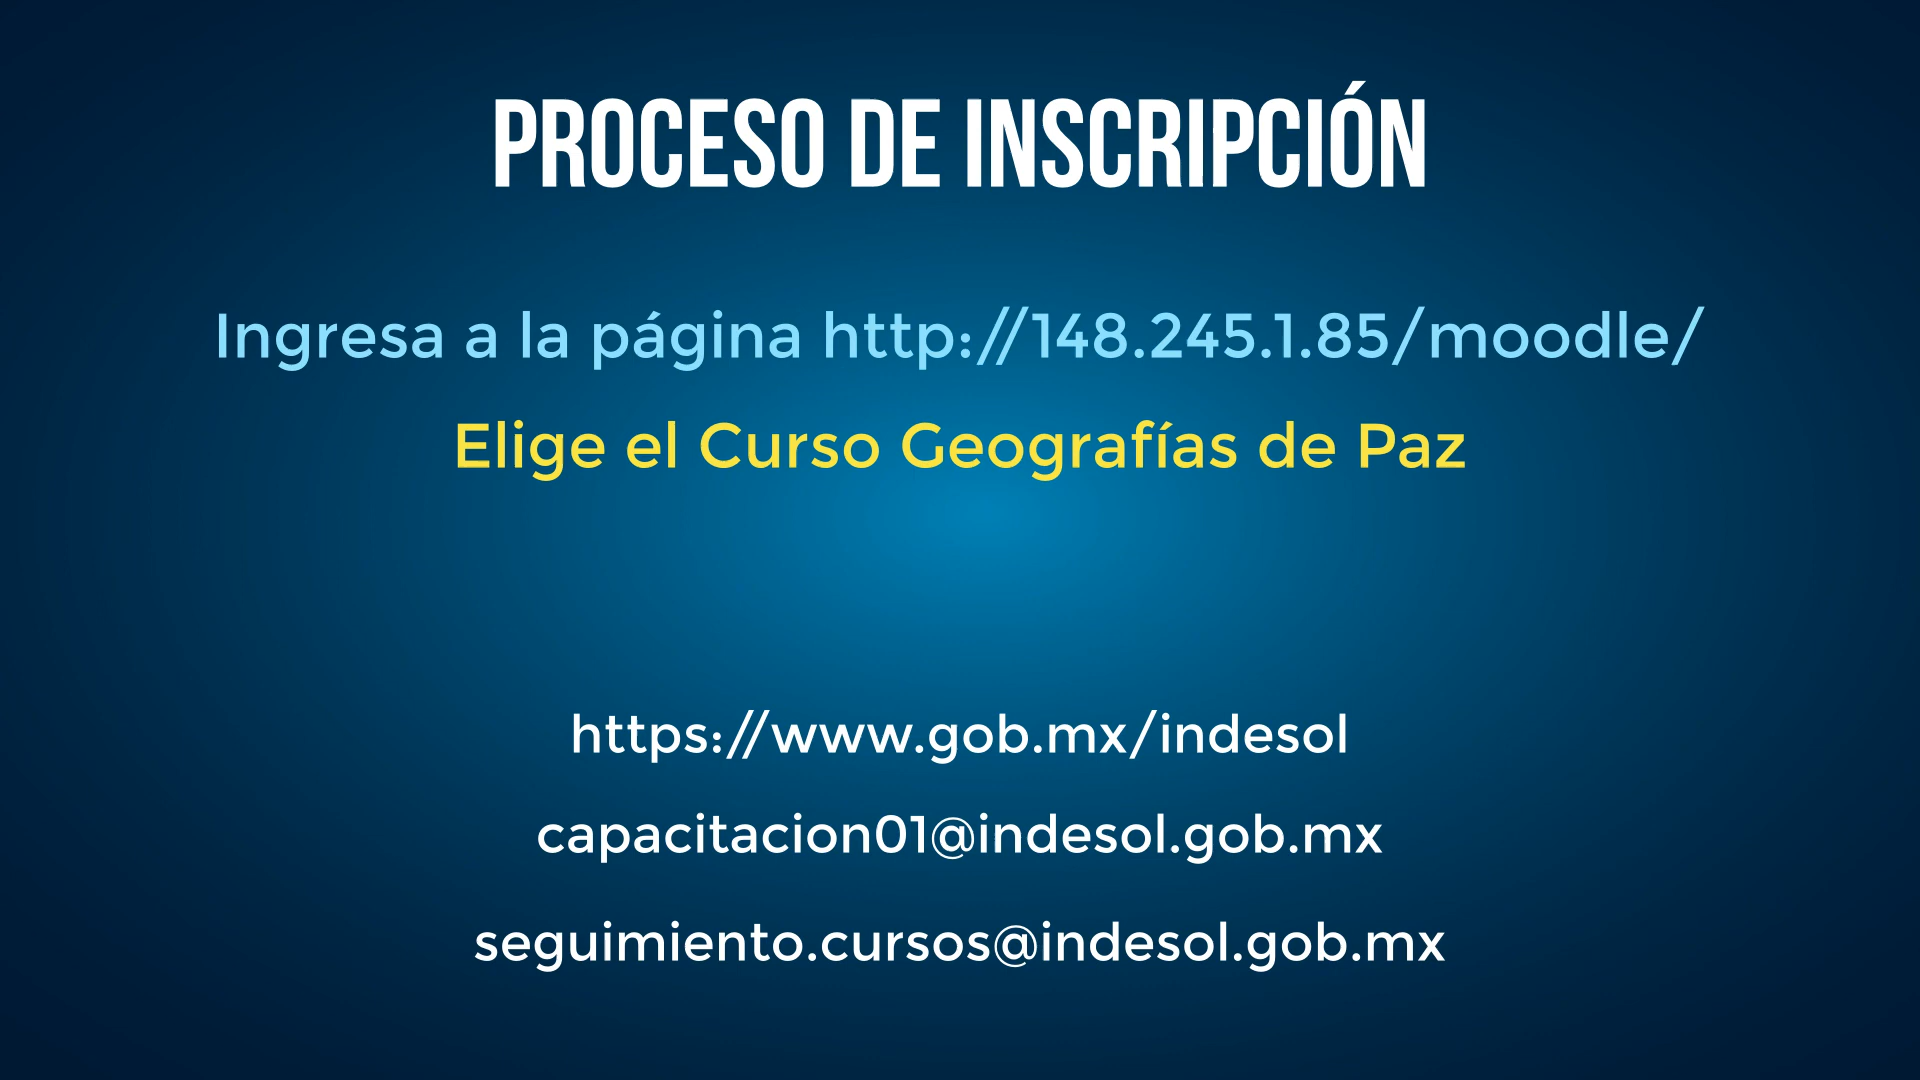 PROCESO DE INSCRIPCIÓN
Ingresa a la página http://148.245.1.85/moodle/
Elige el Curso Geografías de Paz
https://www.gob.mx/indesol
capacitacion01@indesol.gob.mx
seguimiento.cursos@indesol.gob.mx